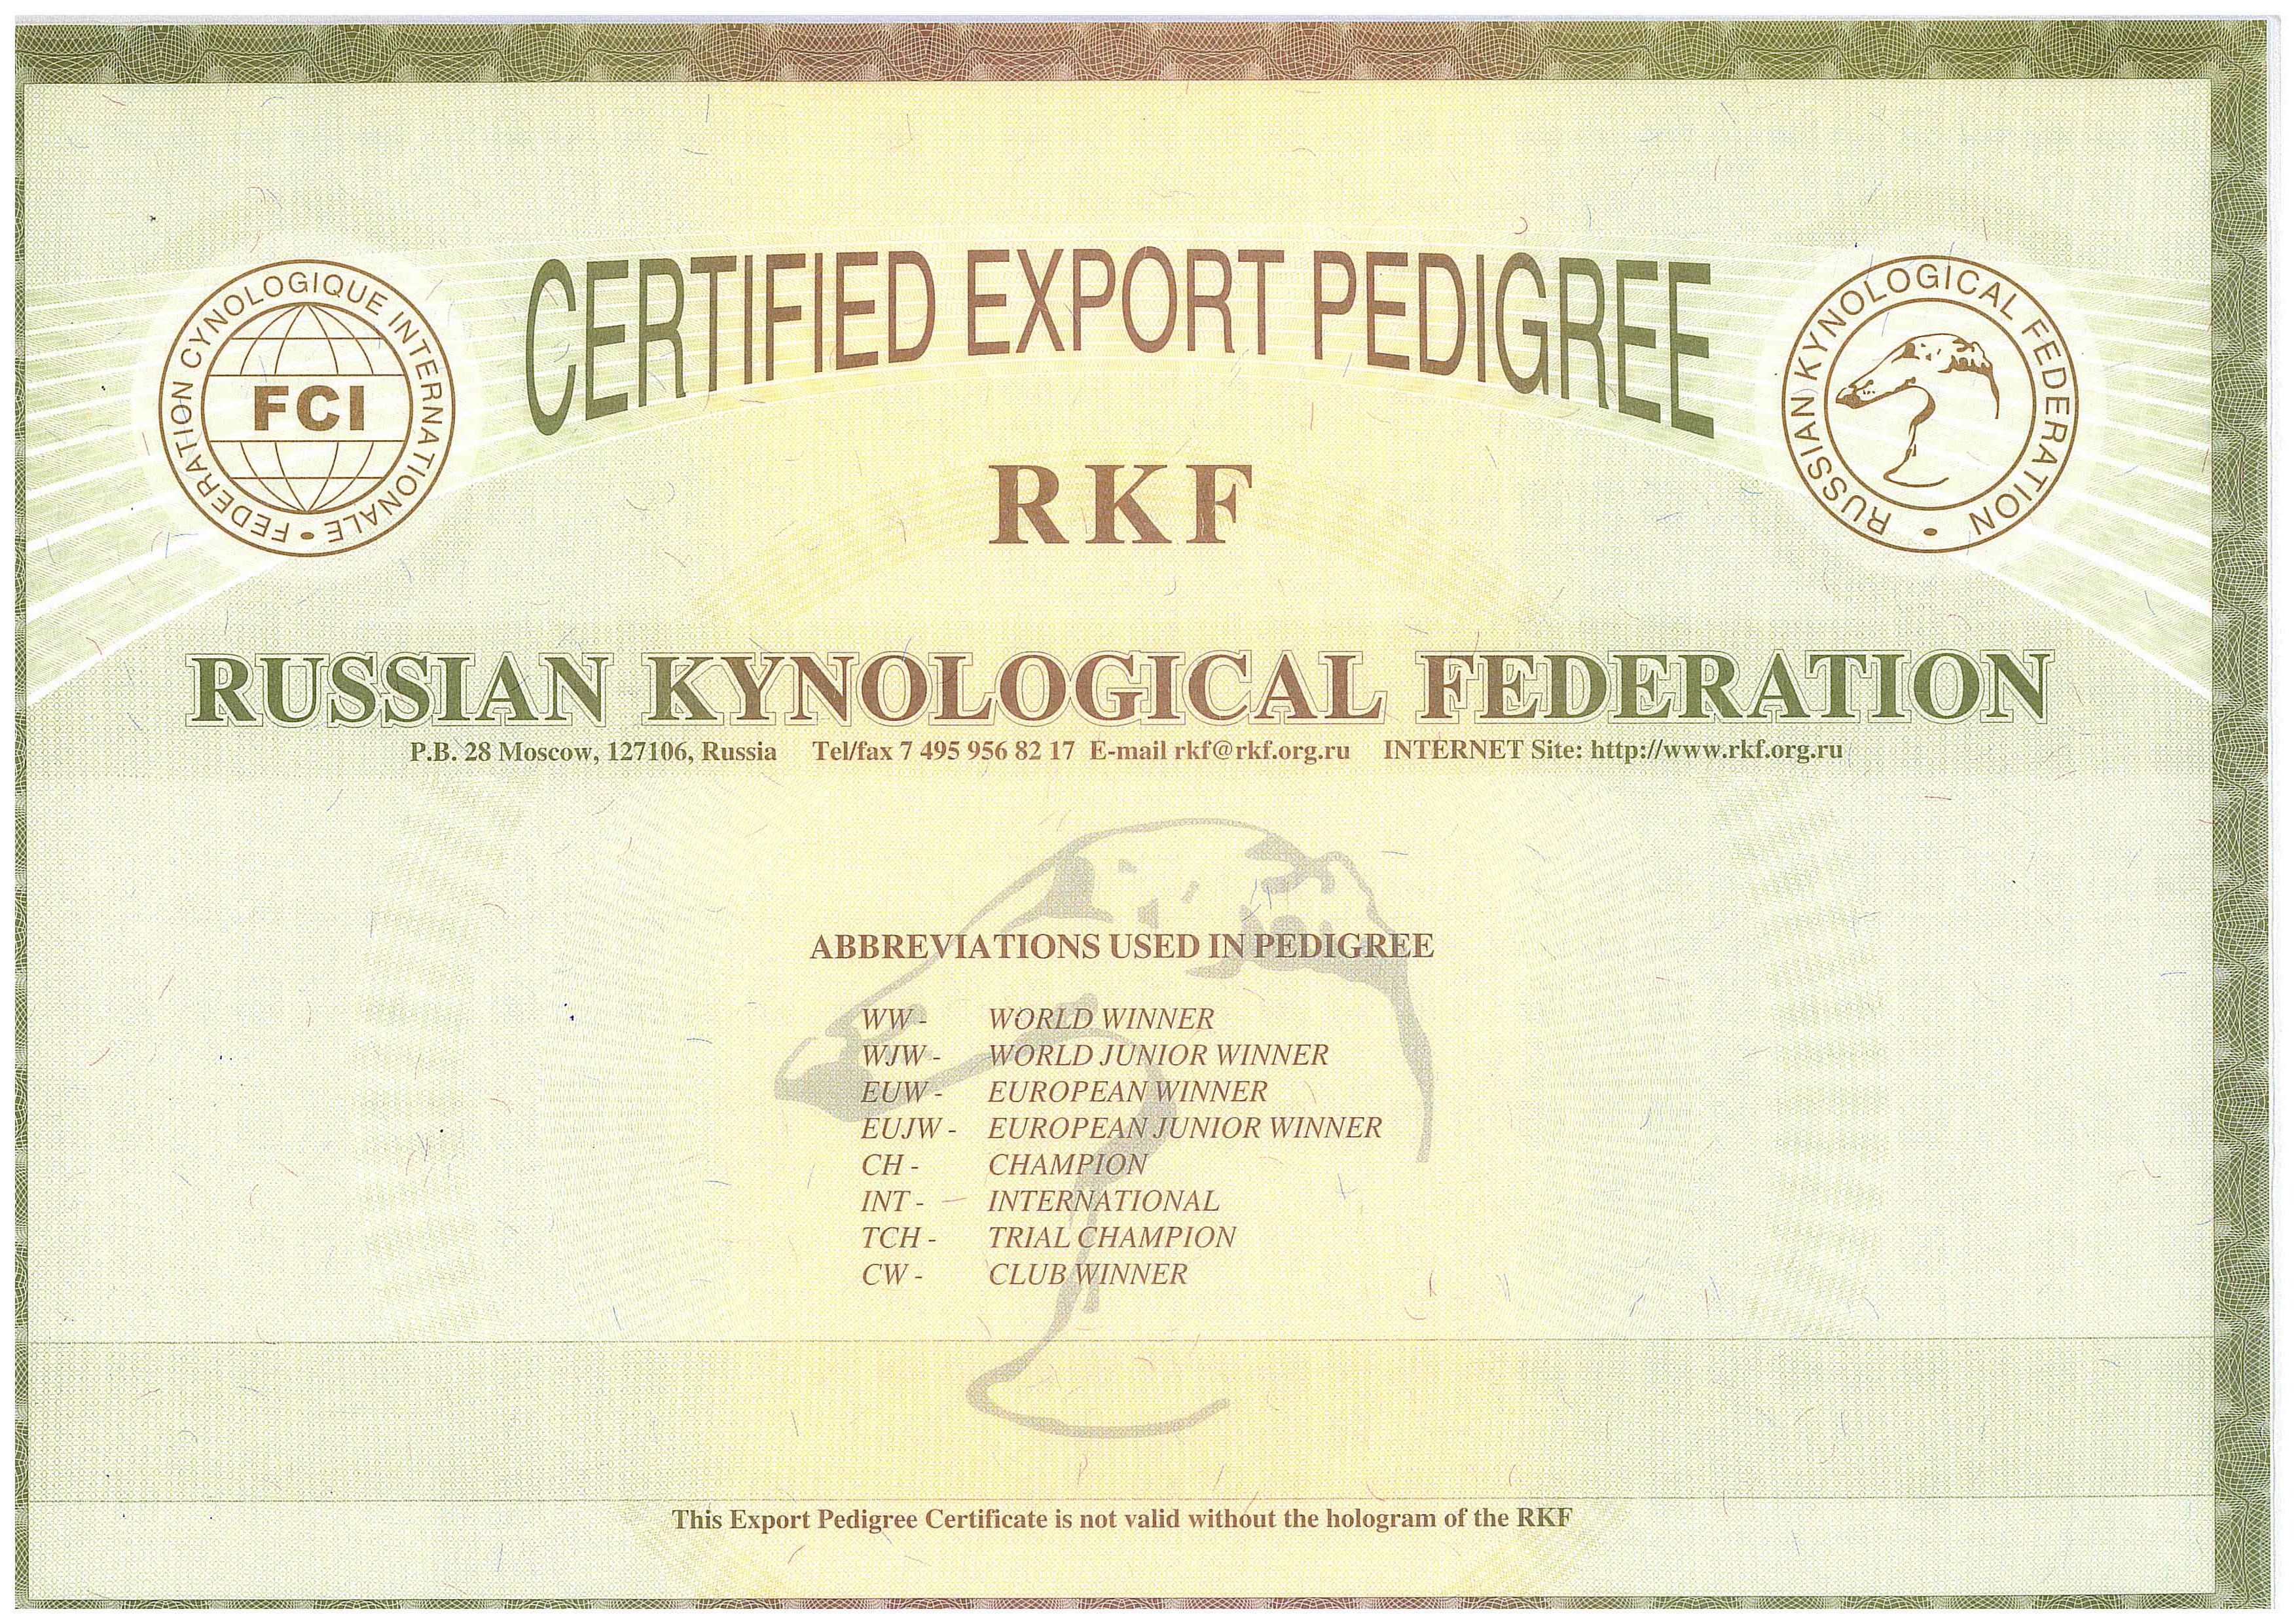 CERTIFIED EXPORT PEDIGREE
FEDERATION CYNOLOGIQUE INTERNATIONALE •
FCI
RUSSIAN KYNOLOGICAL FEDERATION •
RKF
RUSSIAN KYNOLOGICAL FEDERATION
P.B. 28 Moscow, 127106, Russia Tel/fax 7 495 956 82 17 E-mail rkf@rkf.org.ru INTERNET Site: http://www.rkf.org.ru
ABBREVIATIONS USED IN PEDIGREE
WW - WORLD WINNER
WJW - WORLD JUNIOR WINNER
EUW - EUROPEAN WINNER
EUJW - EUROPEAN JUNIOR WINNER
CH - CHAMPION
INT - INTERNATIONAL
TCH - TRIAL CHAMPION
CW - CLUB WINNER
This Export Pedigree Certificate is not valid without the hologram of the RKF